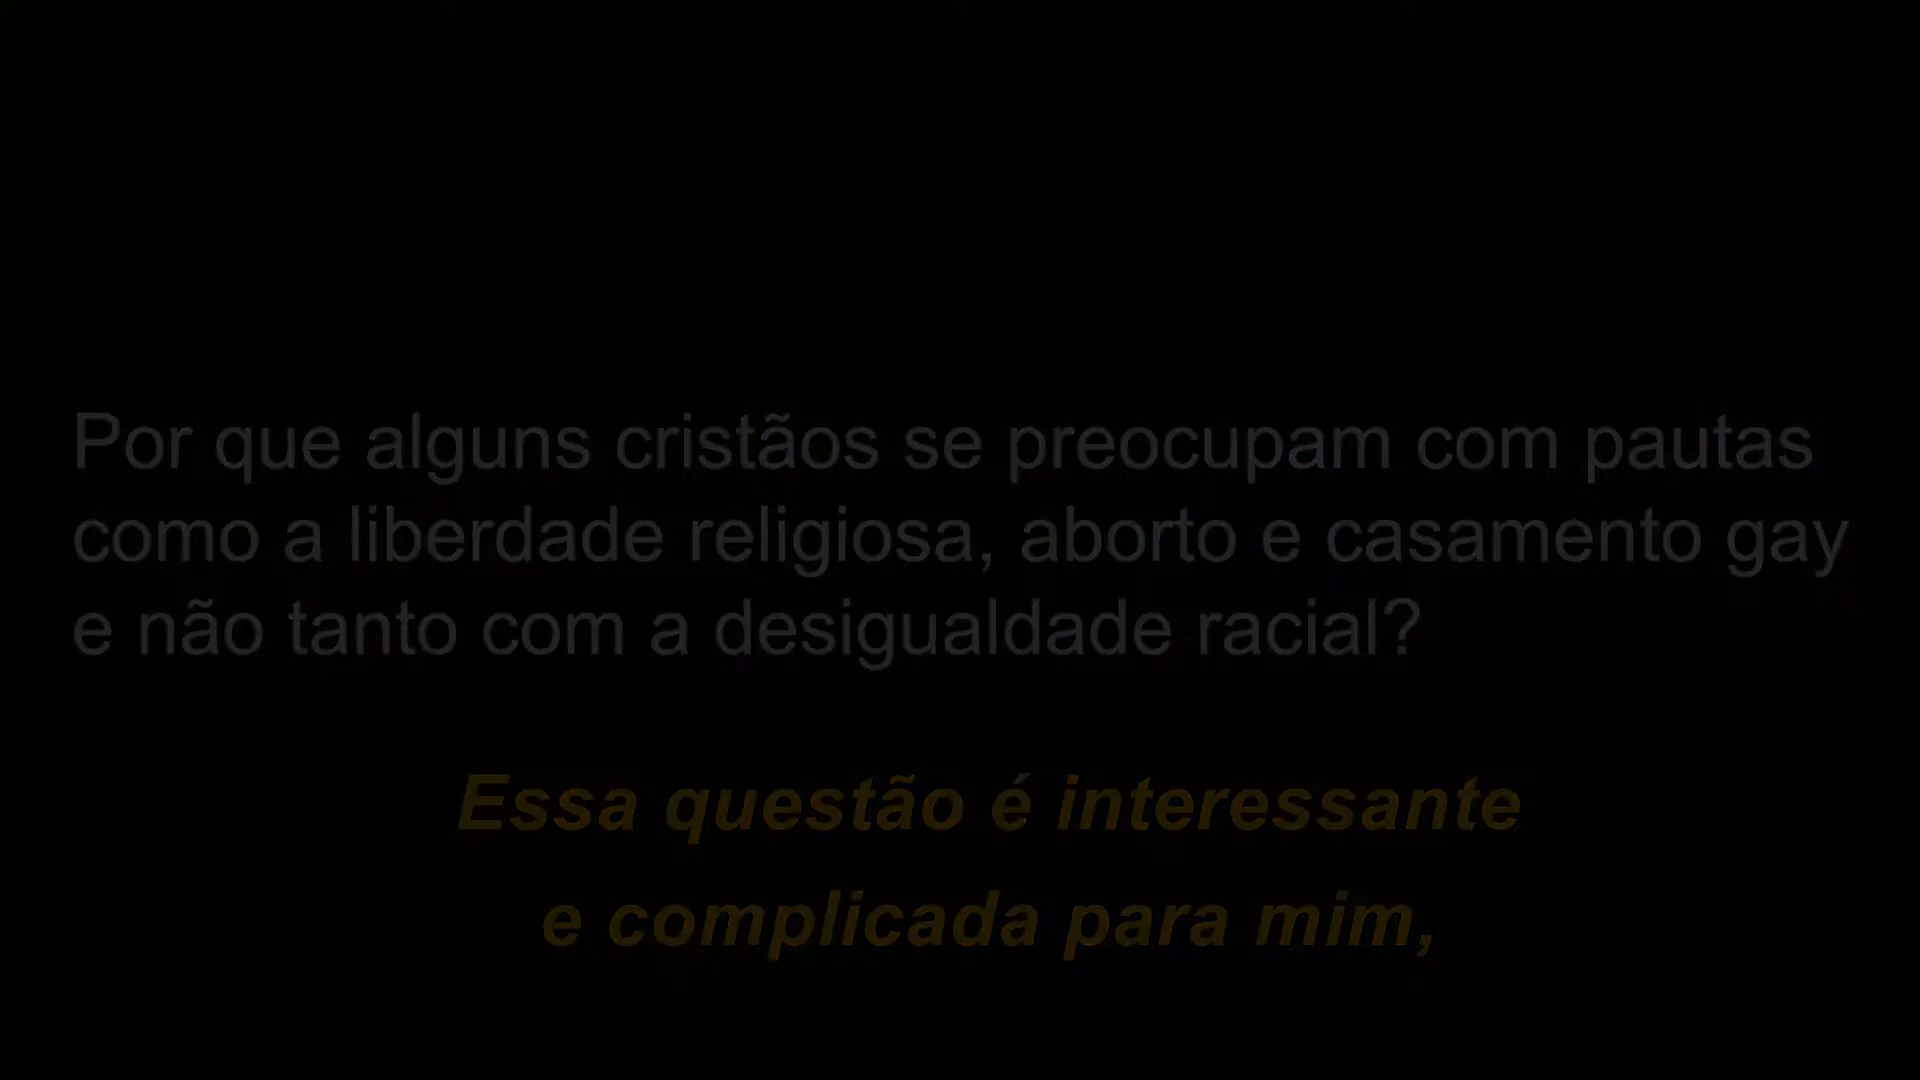 Por que alguns cristãos se preocupam com pautas
como a liberdade religiosa, aborto e casamento gay
e não tanto com a desigualdade racial?
Essa questão é interessante
e complicada para mim,